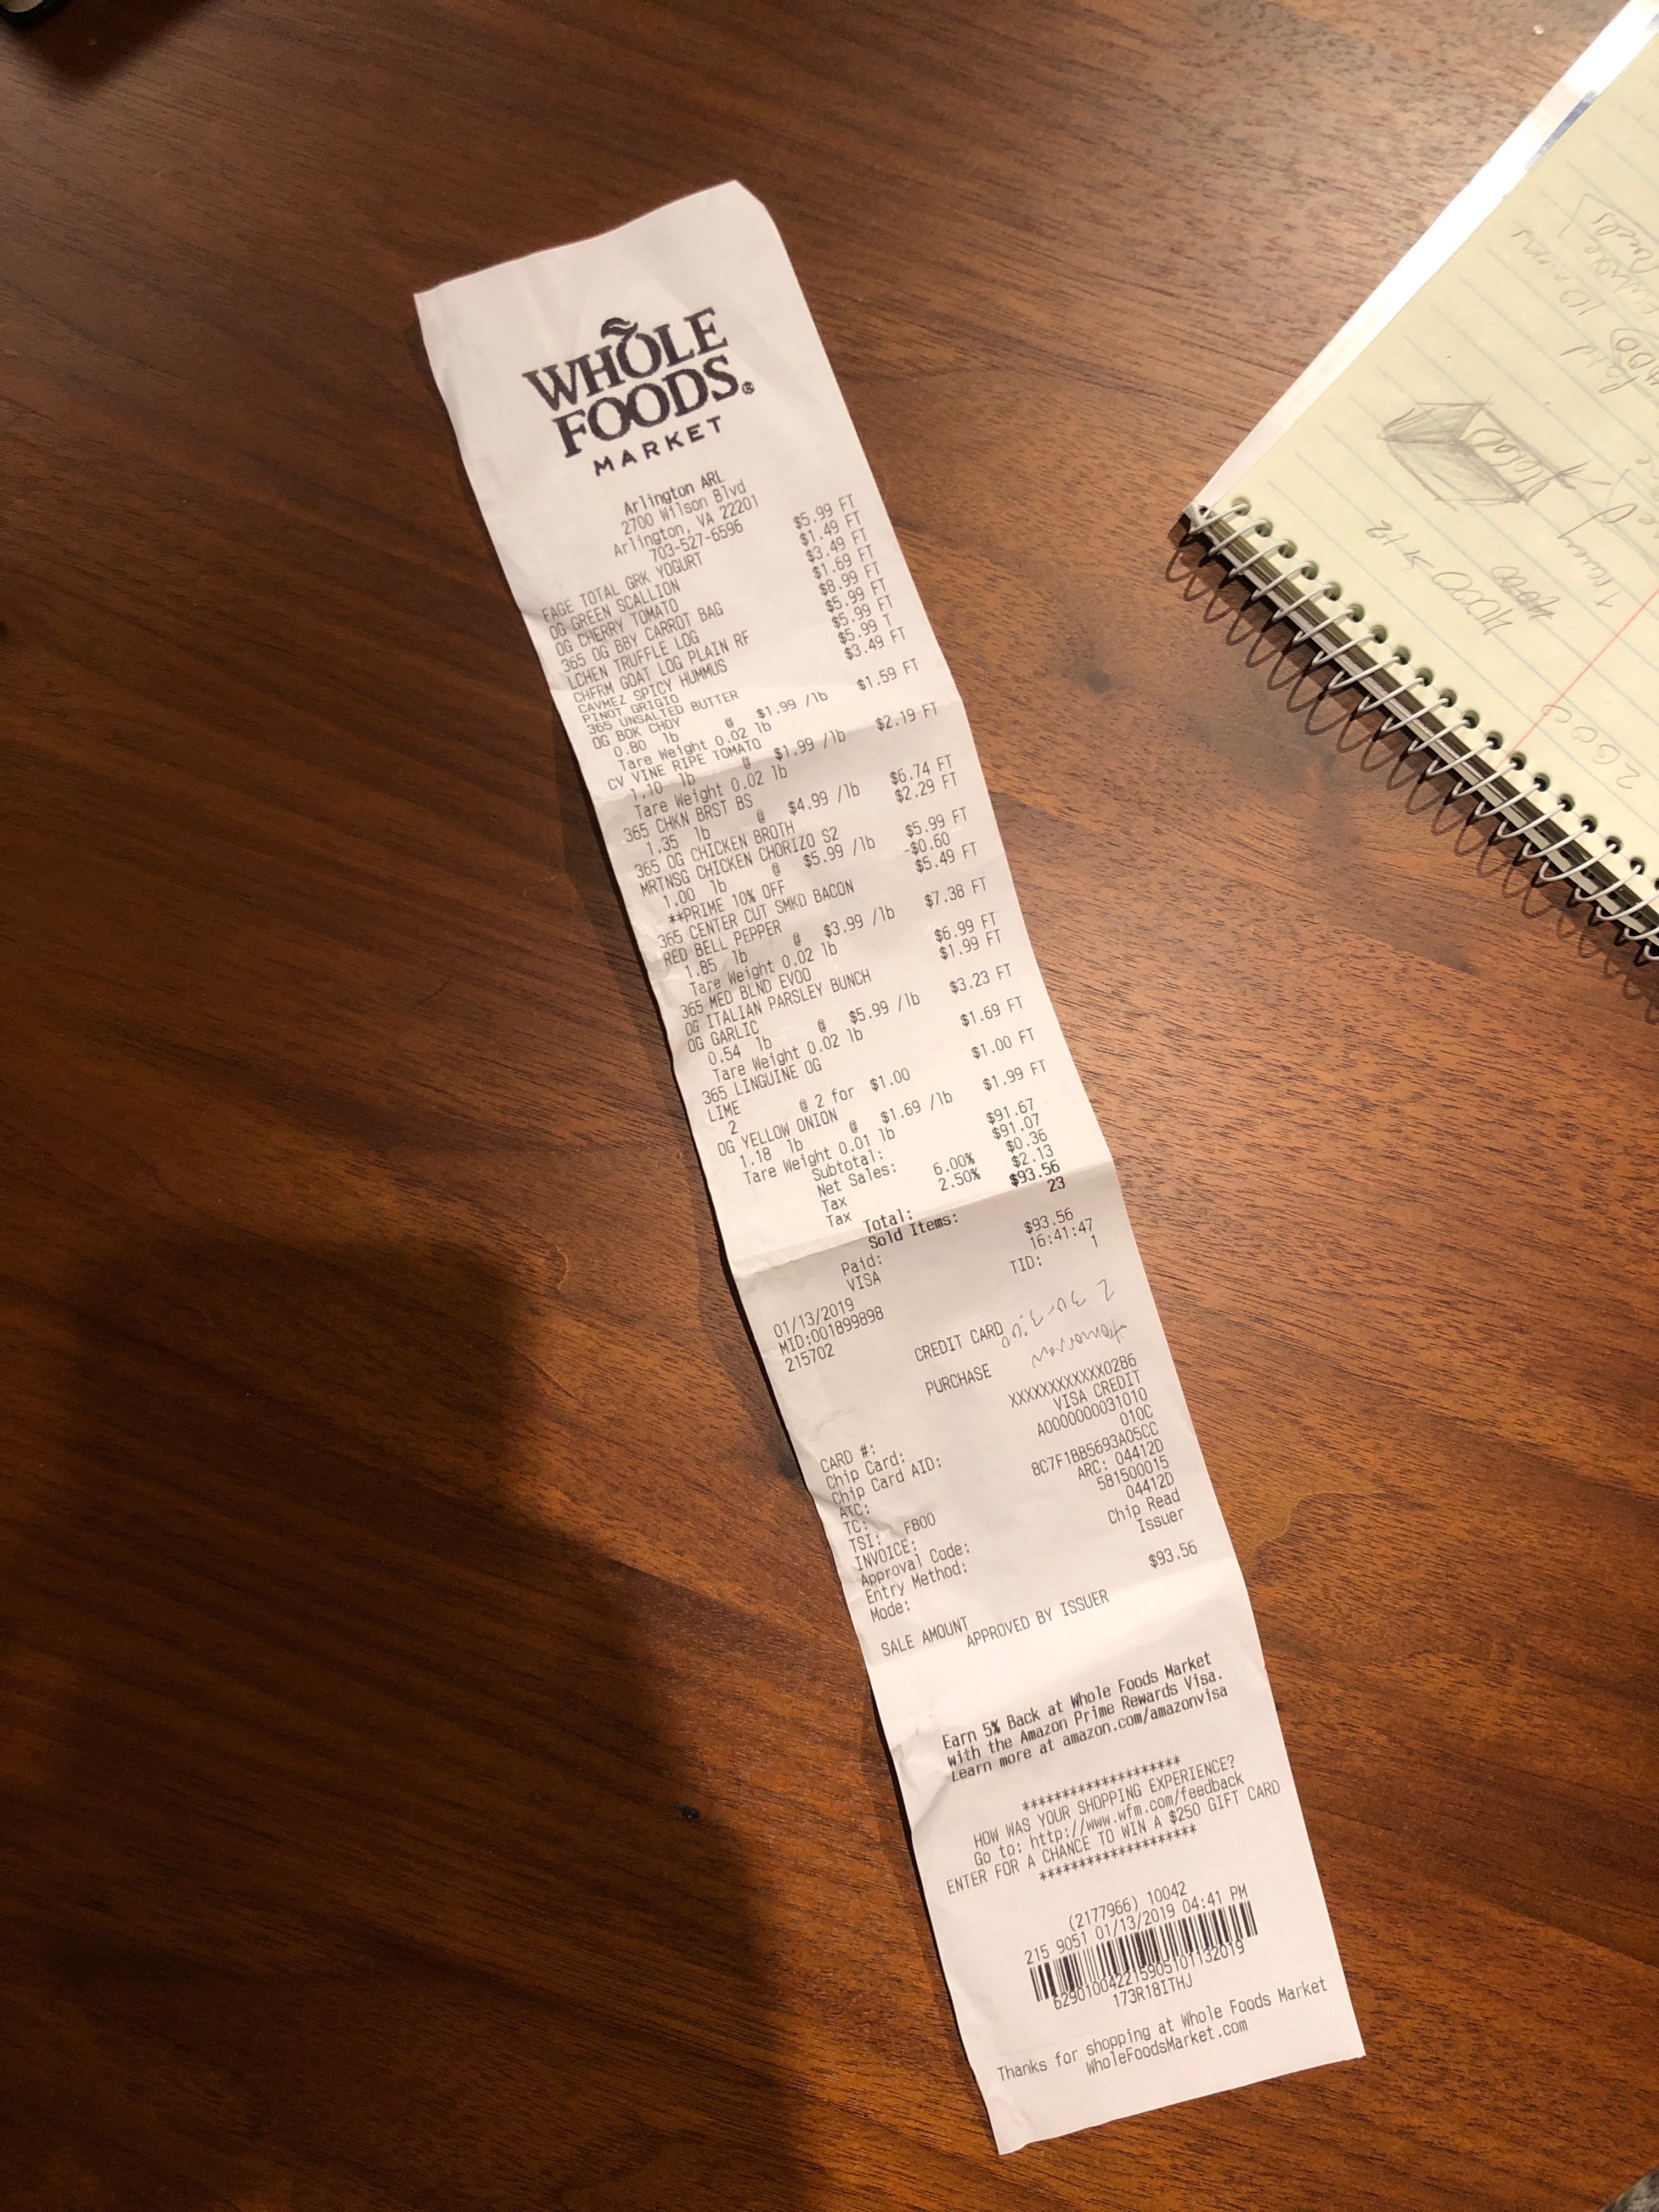 WHOLE
FOODS®
MARKET
Arlington ARL
2700 Wilson Blvd
Arlington, VA 22201
703-527-6596
FAGE TOTAL GRK YOGURT $5.99 FT
OG GREEN SCALLION $1.49 FT
OG CHERRY TOMATO $3.49 FT
365 OG BBY CARROT BAG $1.69 FT
LCHEN TRUFFLE LOG $8.99 FT
CHFRM GOAT LOG PLAIN RF $5.99 FT
CAVMEZ SPICY HUMMUS $5.99 FT
PINOT GRIGIO $5.99 T
365 UNSALTED BUTTER $3.49 FT
OG BOK CHOY $1.59 FT
0.80 lb @ $1.99 /lb
Tare Weight 0.02 lb
CV VINE RIPE TOMATO $2.19 FT
1.10 lb @ $1.99 /lb
Tare Weight 0.02 lb
365 CHKN BRST BS $6.74 FT
1.35 lb @ $4.99 /lb
365 OG CHICKEN BROTH $2.29 FT
MRTNSG CHICKEN CHORIZO S2 $5.99 FT
1.00 lb @ $5.99 /lb
**PRIME 10% OFF -$0.60
365 CENTER CUT SMKD BACON $5.49 FT
RED BELL PEPPER $7.38 FT
1.85 lb @ $3.99 /lb
Tare Weight 0.02 lb
365 MED BLND EVOO $6.99 FT
OG ITALIAN PARSLEY BUNCH $1.99 FT
OG GARLIC $3.23 FT
0.54 lb @ $5.99 /lb
Tare Weight 0.02 lb
365 LINGUINE OG $1.69 FT
LIME $1.00 FT
2 @ 2 for $1.00
OG YELLOW ONION $1.99 FT
1.18 lb @ $1.69 /lb
Tare Weight 0.01 lb
Subtotal: $91.67
Net Sales: $91.07
Tax 6.00% $0.36
Tax 2.50% $2.13
Total: $93.56
Sold Items: 23
Paid:
VISA $93.56
01/13/2019 16:41:47
MID:001899898 TID: 1
215702
CREDIT CARD
2:30-3:00
PURCHASE
tomorrow
CARD #: XXXXXXXXXXXX0286
Chip Card: VISA CREDIT
Chip Card AID: A0000000031010
ATC: 010C
TC: 8C7F1BB5693A05CC
TSI: F800 ARC: 04412D
INVOICE: 581500015
Approval Code: 04412D
Entry Method: Chip Read
Mode: Issuer
SALE AMOUNT $93.56
APPROVED BY ISSUER
Earn 5% Back at Whole Foods Market
with the Amazon Prime Rewards Visa.
Learn more at amazon.com/amazonvisa
********************
HOW WAS YOUR SHOPPING EXPERIENCE?
Go to: http://www.wfm.com/feedback
ENTER FOR A CHANCE TO WIN A $250 GIFT CARD
********************
(2177966) 10042
215 9051 01/13/2019 04:41 PM
62901004221590510113​2019
173R18ITHJ
Thanks for shopping at Whole Foods Market
WholeFoodsMarket.com
2600